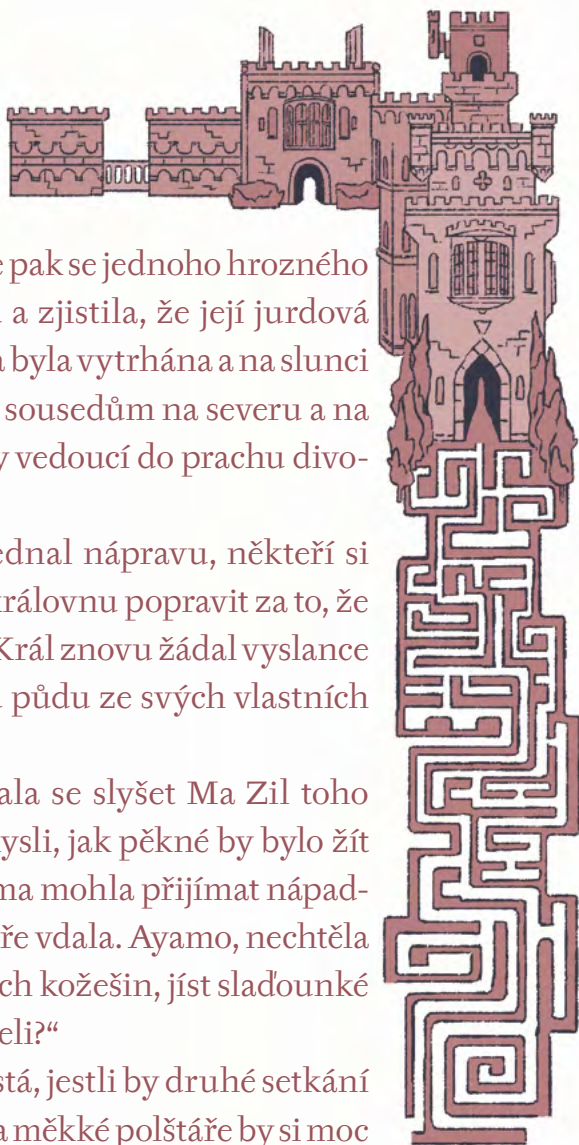 e pak se jednoho hrozného
a zjistila, že její jurdová
a byla vytrhána a na slunci
sousedům na severu a na
y vedoucí do prachu divo-
ednal nápravu, někteří si
královnu popravit za to, že
Král znovu žádal vyslance
půdu ze svých vlastních
ala se slyšet Ma Zil toho
ysli, jak pěkné by bylo žít
ma mohla přijímat nápad-
ře vdala. Ayamo, nechtěla
ch kožešin, jíst slaďounké
eli?“
stá, jestli by druhé setkání
a měkké polštáře by si moc